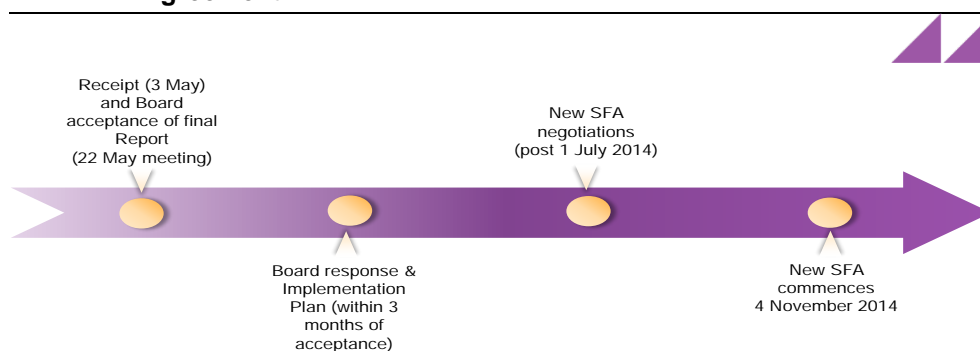 Receipt (3 May)
and Board
acceptance of final
Report
(22 May meeting)
New SFA
negotiations
(post 1 July 2014)
Board response &
Implementation
Plan (within 3
months of
acceptance)
New SFA
commences
4 November 2014